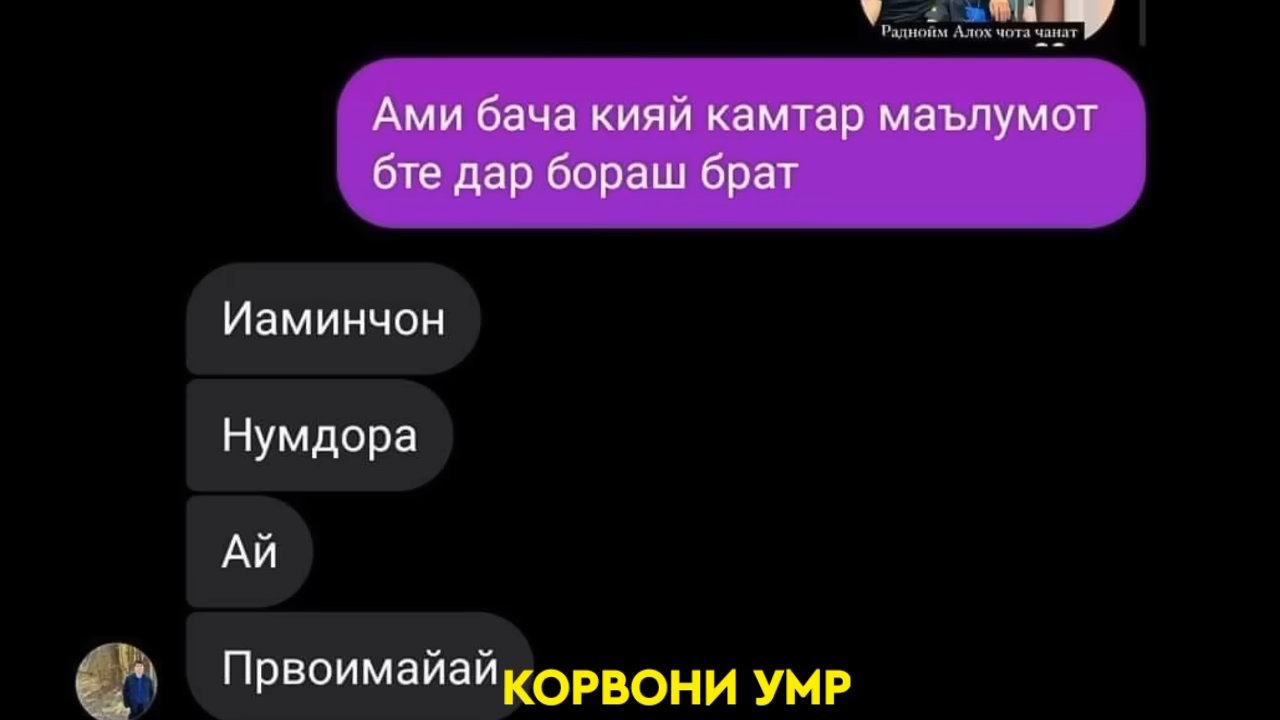 Раднойм Алох чота чанат
Ами бача кияй камтар маълумот
бте дар бораш брат
Иаминчон
Нумдора
Ай
Првоимайай
КОРВОНИ УМР